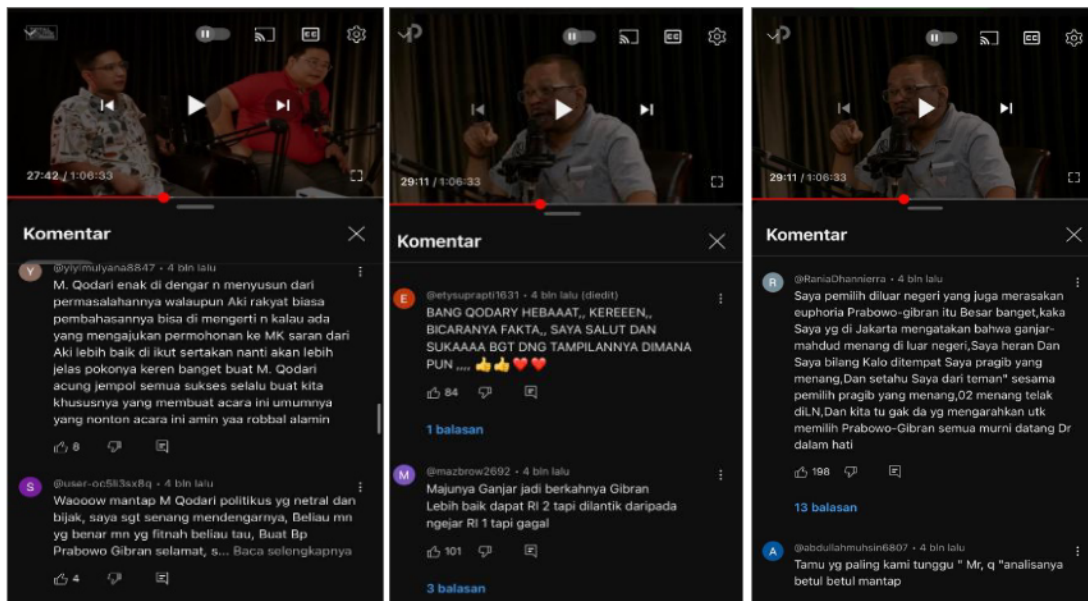 27:42 / 1:06:33
Komentar
@yiyimulyana8847 • 4 bln lalu
M. Qodari enak di dengar n menyusun dari
permasalahannya walaupun Aki rakyat biasa
pembahasannya bisa di mengerti n kalau ada
yang mengajukan permohonan ke MK saran dari
Aki lebih baik di ikut sertakan nanti akan lebih
jelas pokonya keren banget buat M. Qodari
acung jempol semua sukses selalu buat kita
khususnya yang membuat acara ini umumnya
yang nonton acara ini amin yaa robbal alamin
8
@user-oc5li3sx8q • 4 bln lalu
Waooow mantap M Qodari politikus yg netral dan
bijak, saya sgt senang mendengarnya, Beliau mn
yg benar mn yg fitnah beliau tau, Buat Bp
Prabowo Gibran selamat, s... Baca selengkapnya
4
29:11 / 1:06:33
Komentar
@etysuprapti1631 • 4 bln lalu (diedit)
BANG QODARY HEBAAAT,, KEREEEN,,
BICARANYA FAKTA,, SAYA SALUT DAN
SUKAAAA BGT DNG TAMPILANNYA DIMANA
PUN ,,,, 👍👍❤️❤️
84
1 balasan
@mazbrow2692 • 4 bln lalu
Majunya Ganjar jadi berkahnya Gibran
Lebih baik dapat RI 2 tapi dilantik daripada
ngejar RI 1 tapi gagal
101
3 balasan
29:11 / 1:06:33
Komentar
@RaniaDhannierra • 4 bln lalu
Saya pemilih diluar negeri yang juga merasakan
euphoria Prabowo-gibran itu Besar banget,kaka
Saya yg di Jakarta mengatakan bahwa ganjar-
mahdud menang di luar negeri,Saya heran Dan
Saya bilang Kalo ditempat Saya pragib yang
menang,Dan setahu Saya dari teman" sesama
pemilih pragib yang menang,02 menang telak
diLN,Dan kita tu gak da yg mengarahkan utk
memilih Prabowo-Gibran semua murni datang Dr
dalam hati
198
13 balasan
@abdullahmuhsin6807 • 4 bln lalu
Tamu yg paling kami tunggu " Mr, q "analisanya
betul betul mantap